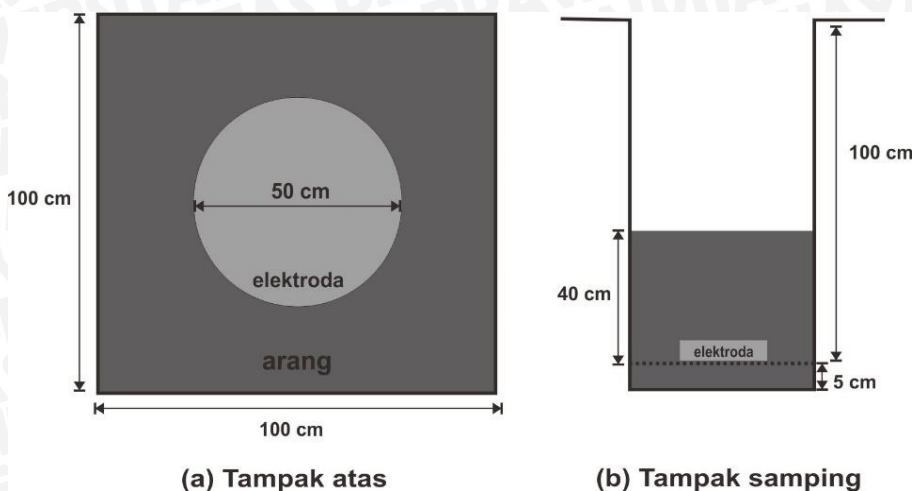 100 cm
50 cm
elektroda
arang
100 cm
(a) Tampak atas
100 cm
40 cm
elektroda
5 cm
(b) Tampak samping